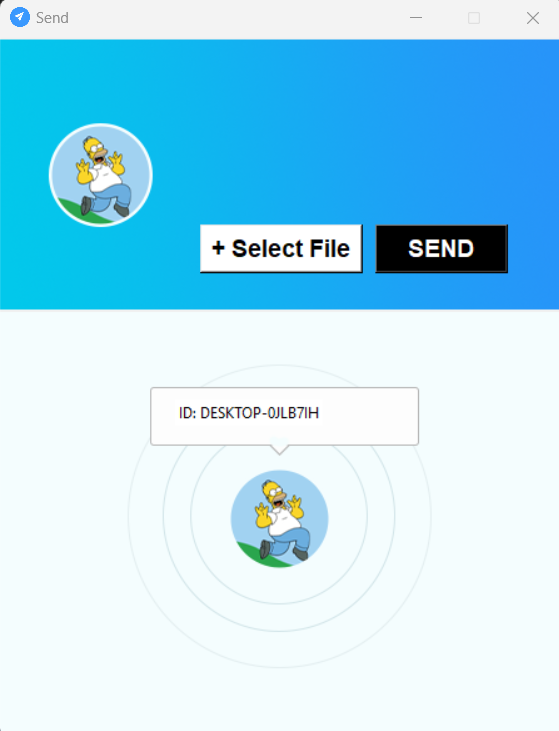 Send
+ Select File
SEND
ID: DESKTOP-0JLB7IH